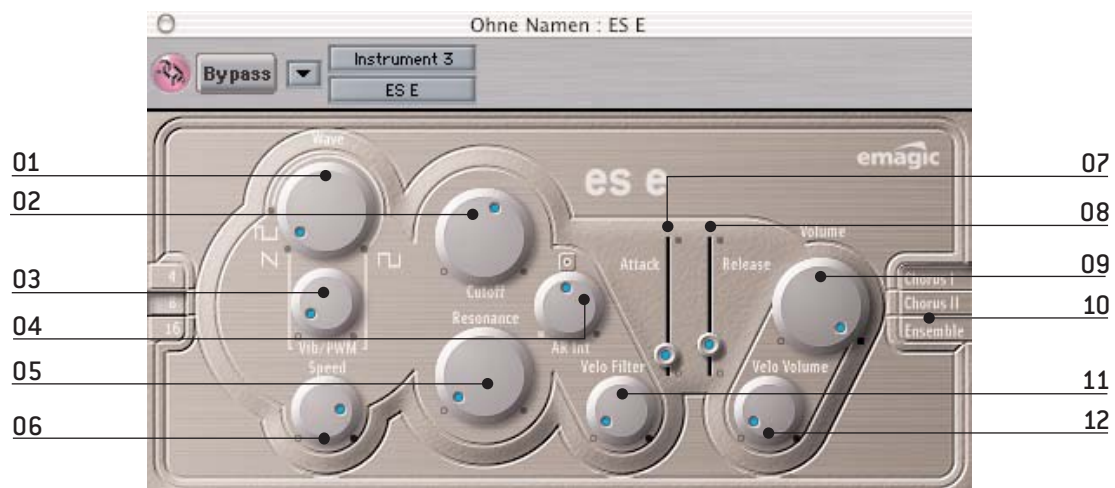 Ohne Namen : ES E
Bypass
Instrument 3
ES E
emagic
es e
Wave
01
02
03
04
05
06
07
08
09
10
11
12
4
8
16
Vib/PWM
Speed
Cutoff
Resonance
AR Int
Attack
Release
Velo Filter
Volume
Velo Volume
Chorus I
Chorus II
Ensemble